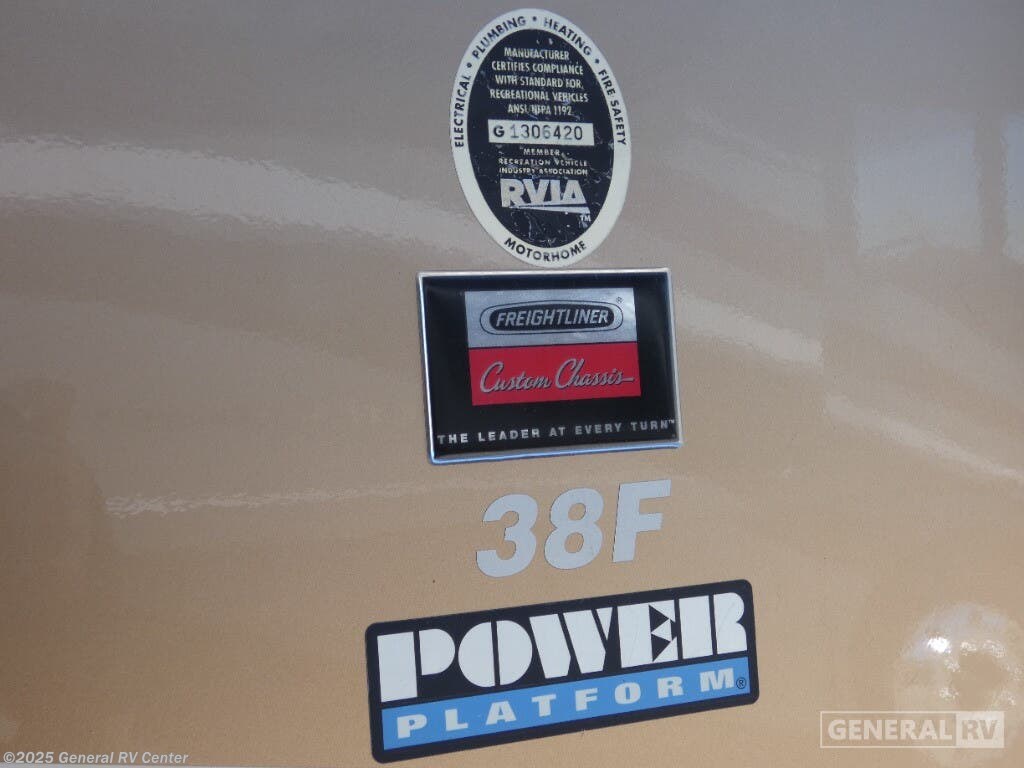 ELECTRICAL • PLUMBING • HEATING • FIRE SAFETY
MANUFACTURER
CERTIFIES COMPLIANCE
WITH STANDARD FOR
RECREATIONAL VEHICLES
ANSI/NFPA 1192
G 1306420
MEMBER
RECREATION VEHICLE
INDUSTRY ASSOCIATION
RVIA™
MOTORHOME
FREIGHTLINER®
Custom Chassis
THE LEADER AT EVERY TURN™
38F
POWER
PLATFORM®
GENERAL RV
©2025 General RV Center